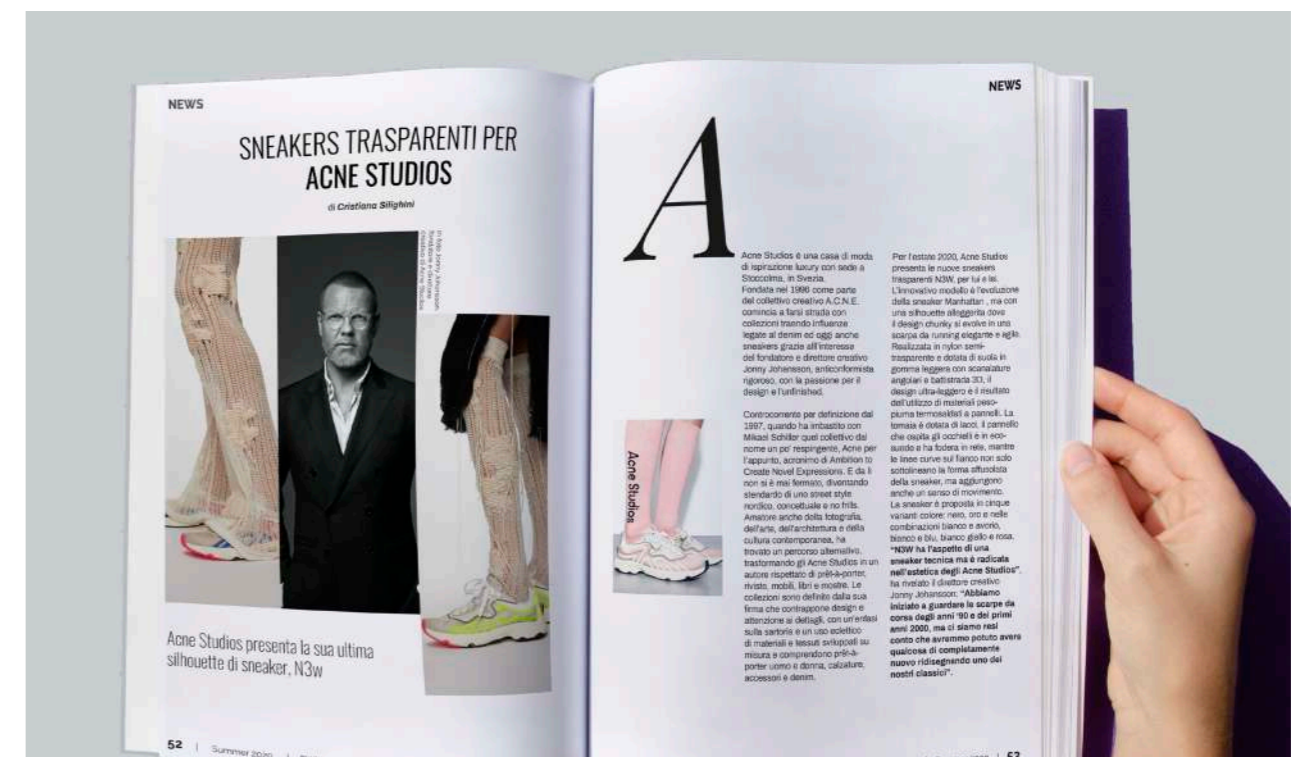 NEWS
SNEAKERS TRASPARENTI PER
ACNE STUDIOS
di Cristiana Silighini
In foto Jonny Johansson,
fondatore e direttore
creativo di Acne Studios
Acne Studios presenta la sua ultima
silhouette di sneaker, N3w
52 | Summer 2020
NEWS
A
Acne Studios è una casa di moda
di ispirazione luxury con sede a
Stoccolma, in Svezia.
Fondata nel 1996 come parte
del collettivo creativo A.C.N.E.
comincia a farsi strada con
collezioni traendo influenze
legate al denim ed oggi anche
sneakers grazie all'interesse
del fondatore e direttore creativo
Jonny Johansson, anticonformista
rigoroso, con la passione per il
design e l'unfinished.
Controcorrente per definizione dal
1997, quando ha imbastito con
Mikael Schiller quel collettivo dal
nome un po' respingente, Acne per
l'appunto, acronimo di Ambition to
Create Novel Expressions. E da lì
non si è mai fermato, diventando
stendardo di uno street style
nordico, concettuale e no frills.
Amatore anche della fotografia,
dell'arte, dell'architettura e della
cultura contemporanea, ha
trovato un percorso alternativo,
trasformando gli Acne Studios in un
autore rispettato di prêt-à-porter,
riviste, mobili, libri e mostre. Le
collezioni sono definite dalla sua
firma che contrappone design e
attenzione ai dettagli, con un'enfasi
sulla sartoria e un uso eclettico
di materiali e tessuti sviluppati su
misura e comprendono prêt-à-
porter uomo e donna, calzature,
accessori e denim.
Acne Studios
Per l'estate 2020, Acne Studios
presenta le nuove sneakers
trasparenti N3W, per lui e lei.
L'innovativo modello è l'evoluzione
della sneaker Manhattan , ma con
una silhouette alleggerita dove
il design chunky si evolve in una
scarpa da running elegante e agile.
Realizzata in nylon semi-
trasparente e dotata di suola in
gomma leggera con scanalature
angolari e battistrada 3D, il
design ultra-leggero è il risultato
dell'utilizzo di materiali peso-
piuma termosaldati a pannelli. La
tomaia è dotata di lacci, il pannello
che ospita gli occhielli è in eco-
suede e ha fodera in rete, mentre
le linee curve sul fianco non solo
sottolineano la forma affusolata
della sneaker, ma aggiungono
anche un senso di movimento.
La sneaker è proposta in cinque
varianti colore: nero, oro e nelle
combinazioni bianco e avorio,
bianco e blu, bianco giallo e rosa.
"N3W ha l'aspetto di una
sneaker tecnica ma è radicata
nell'estetica degli Acne Studios",
ha rivelato il direttore creativo
Jonny Johansson: "Abbiamo
iniziato a guardare le scarpe da
corsa degli anni '90 e dei primi
anni 2000, ma ci siamo resi
conto che avremmo potuto avere
qualcosa di completamente
nuovo ridisegnando uno dei
nostri classici".
| 53